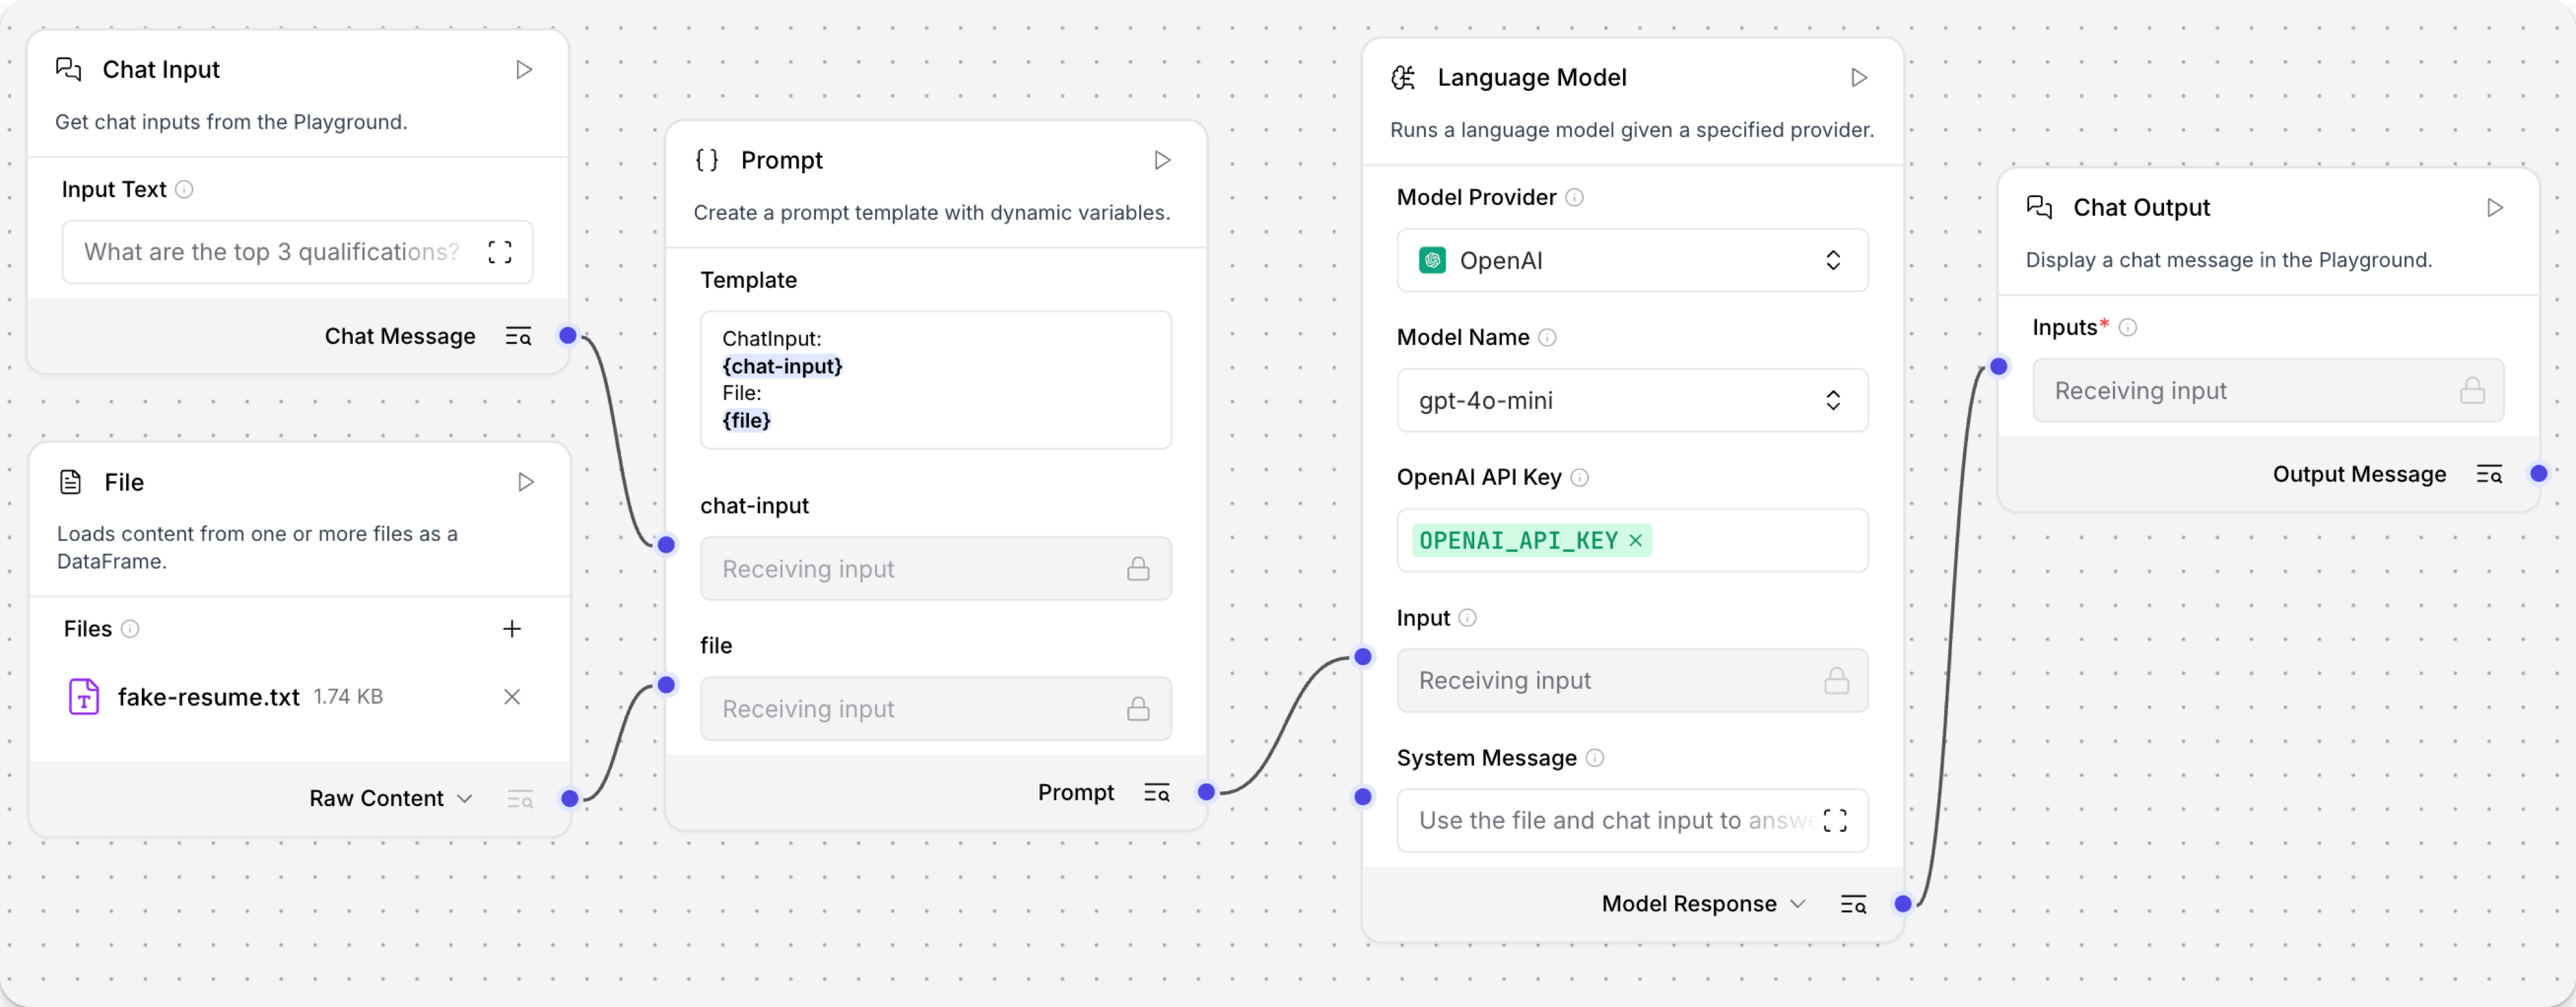 Chat Input
Get chat inputs from the Playground.
Input Text
What are the top 3 qualifications?
Chat Message
File
Loads content from one or more files as a
DataFrame.
Files
fake-resume.txt 1.74 KB
Raw Content
Prompt
Create a prompt template with dynamic variables.
Template
ChatInput:
{chat-input}
File:
{file}
chat-input
Receiving input
file
Receiving input
Prompt
Language Model
Runs a language model given a specified provider.
Model Provider
OpenAI
Model Name
gpt-4o-mini
OpenAI API Key
OPENAI_API_KEY
Input
Receiving input
System Message
Use the file and chat input to answe
Model Response
Chat Output
Display a chat message in the Playground.
Inputs*
Receiving input
Output Message